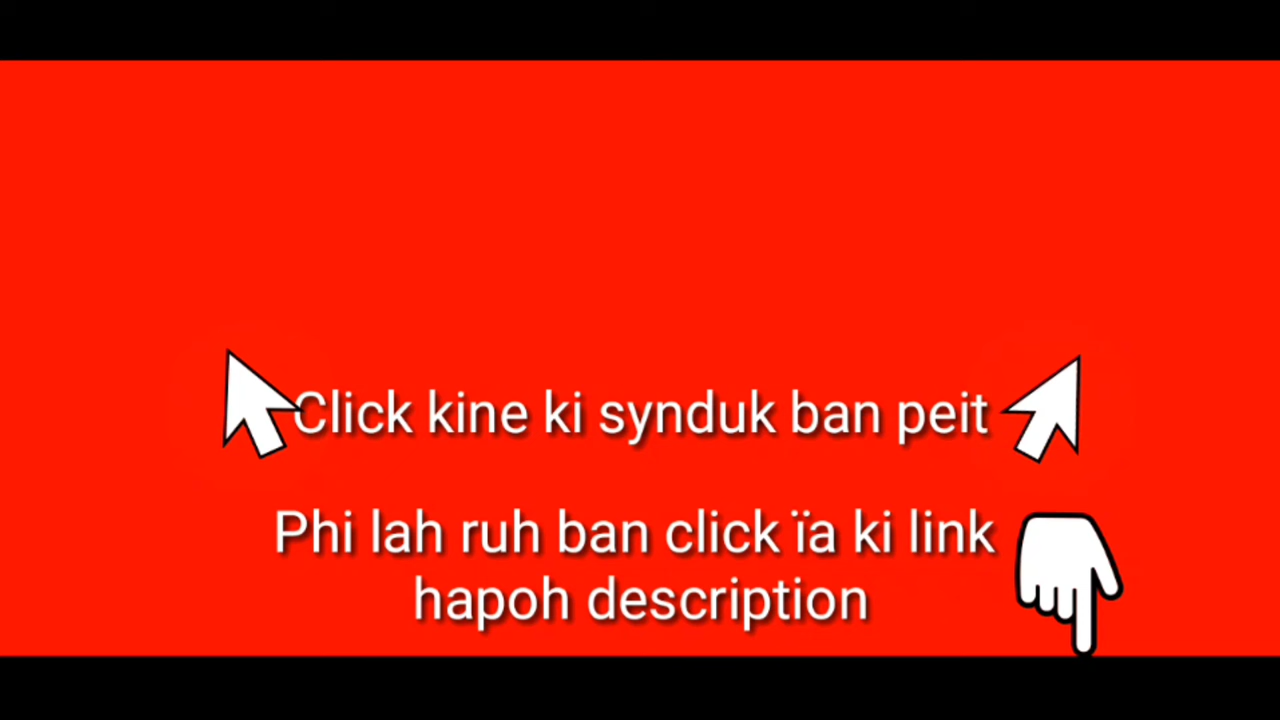 Click kine ki synduk ban peit
Phi lah ruh ban click ïa ki link
hapoh description